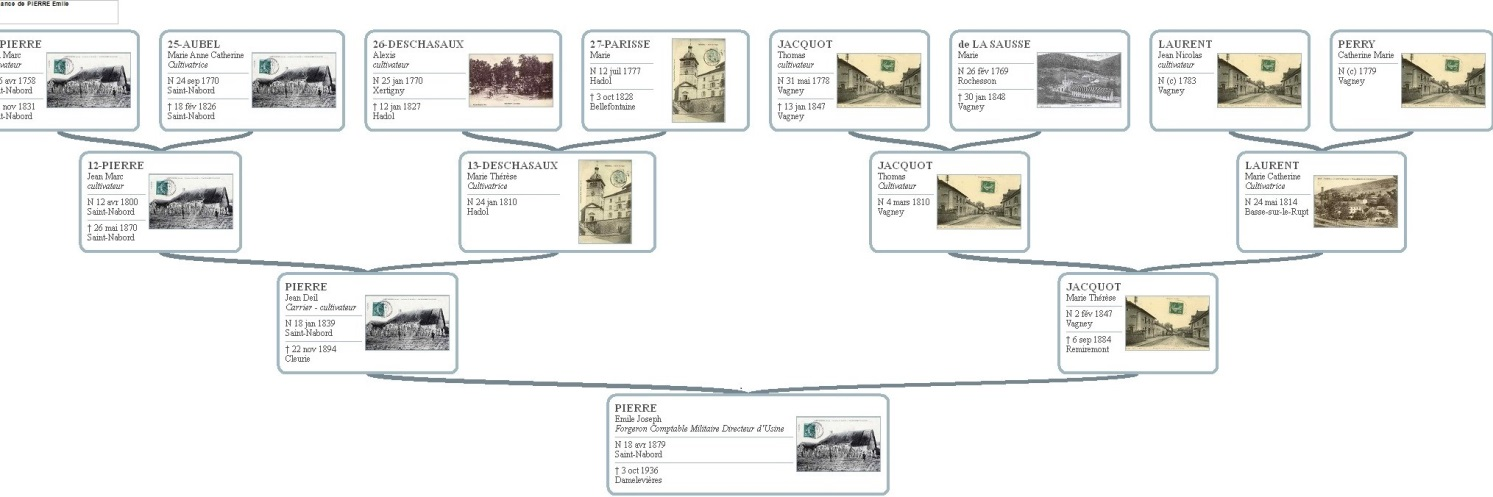 ance de PIERRE Emile
PIERRE
Marc
vateur
avr 1758
t-Nabord
nov 1831
t-Nabord
25-AUBEL
Marie Anne Catherine
Cultivatrice
N 24 sep 1770
Saint-Nabord
† 18 fév 1826
Saint-Nabord
26-DESCHASAUX
Alexis
cultivateur
N 25 jan 1770
Xertigny
† 12 jan 1827
Hadol
27-PARISSE
Marie
N 12 juil 1777
Hadol
† 3 oct 1828
Bellefontaine
JACQUOT
Thomas
cultivateur
N 31 mai 1778
Vagney
† 13 jan 1847
Vagney
de LA SAUSSE
Marie
N 26 fév 1769
Rochesson
† 30 jan 1848
Vagney
LAURENT
Jean Nicolas
cultivateur
N (c) 1783
Vagney
PERRY
Catherine Marie
N (c) 1779
Vagney
12-PIERRE
Jean Marc
cultivateur
N 12 avr 1800
Saint-Nabord
† 26 mai 1870
Saint-Nabord
13-DESCHASAUX
Marie Thérèse
Cultivatrice
N 24 jan 1810
Hadol
JACQUOT
Thomas
Cultivateur
N 4 mars 1810
Vagney
LAURENT
Marie Catherine
Cultivatrice
N 24 mai 1814
Basse-sur-le-Rupt
PIERRE
Jean Deil
Carrier - cultivateur
N 18 jan 1839
Saint-Nabord
† 22 nov 1894
Cleurie
JACQUOT
Marie Thérèse
N 2 fév 1847
Vagney
† 6 sep 1884
Remiremont
PIERRE
Emile Joseph
Forgeron Comptable Militaire Directeur d'Usine
N 18 avr 1879
Saint-Nabord
† 3 oct 1936
Damelevières